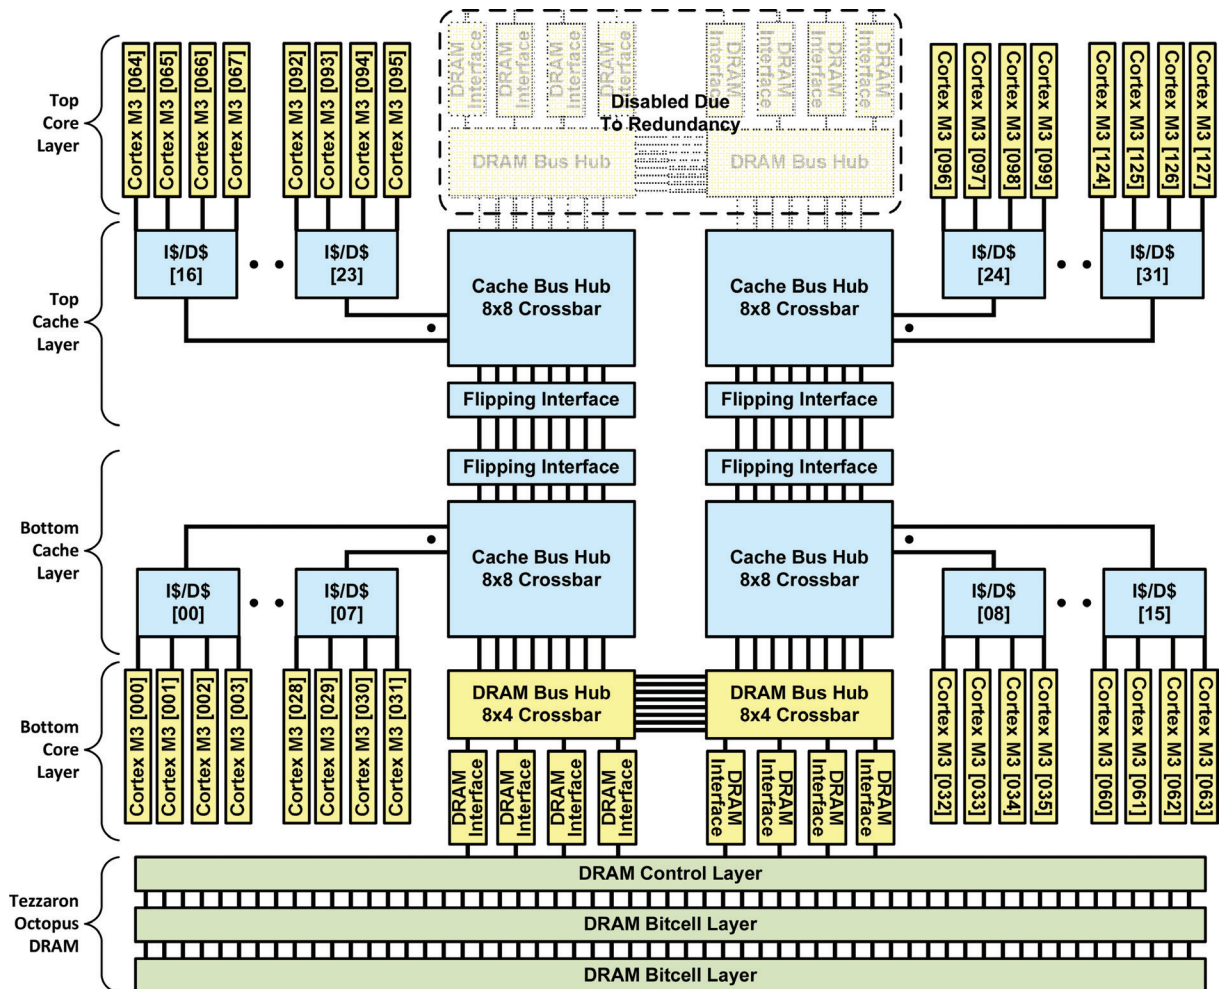 Top
Core
Layer
Cortex M3 [064]
Cortex M3 [065]
Cortex M3 [066]
Cortex M3 [067]
Cortex M3 [092]
Cortex M3 [093]
Cortex M3 [094]
Cortex M3 [095]
DRAM
Interface
DRAM
Interface
DRAM
Interface
DRAM
Interface
DRAM
Interface
DRAM
Interface
DRAM
Interface
DRAM
Interface
Disabled Due
To Redundancy
DRAM Bus Hub
DRAM Bus Hub
Cortex M3 [096]
Cortex M3 [097]
Cortex M3 [098]
Cortex M3 [099]
Cortex M3 [124]
Cortex M3 [125]
Cortex M3 [126]
Cortex M3 [127]
Top
Cache
Layer
I$/D$
[16]
I$/D$
[23]
Cache Bus Hub
8x8 Crossbar
Cache Bus Hub
8x8 Crossbar
I$/D$
[24]
I$/D$
[31]
Flipping Interface
Flipping Interface
Bottom
Cache
Layer
Flipping Interface
Flipping Interface
Cache Bus Hub
8x8 Crossbar
Cache Bus Hub
8x8 Crossbar
I$/D$
[00]
I$/D$
[07]
I$/D$
[08]
I$/D$
[15]
Bottom
Core
Layer
Cortex M3 [000]
Cortex M3 [001]
Cortex M3 [002]
Cortex M3 [003]
Cortex M3 [028]
Cortex M3 [029]
Cortex M3 [030]
Cortex M3 [031]
DRAM Bus Hub
8x4 Crossbar
DRAM Bus Hub
8x4 Crossbar
DRAM
Interface
DRAM
Interface
DRAM
Interface
DRAM
Interface
DRAM
Interface
DRAM
Interface
DRAM
Interface
DRAM
Interface
Cortex M3 [032]
Cortex M3 [033]
Cortex M3 [034]
Cortex M3 [035]
Cortex M3 [060]
Cortex M3 [061]
Cortex M3 [062]
Cortex M3 [063]
Tezzaron
Octopus
DRAM
DRAM Control Layer
DRAM Bitcell Layer
DRAM Bitcell Layer